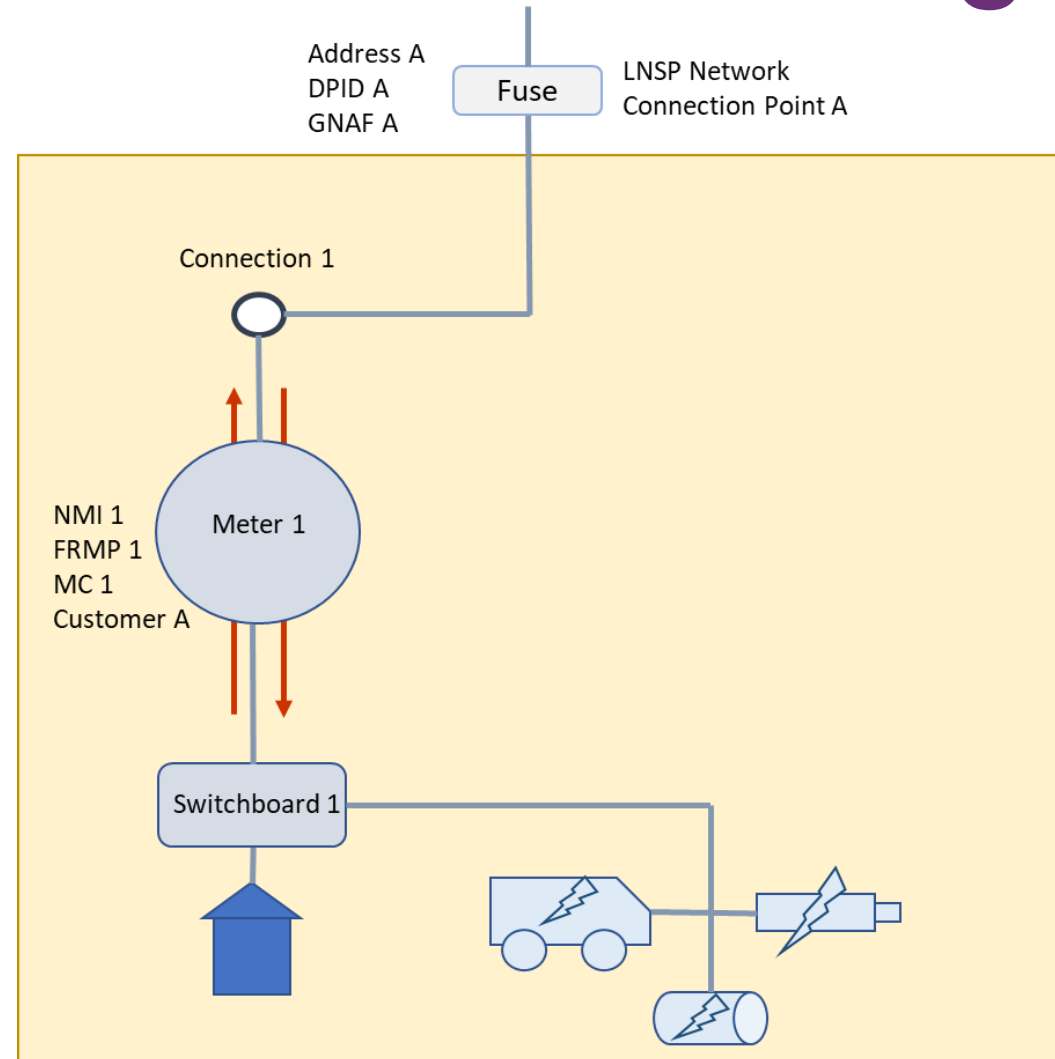 Address A
DPID A
GNAF A
Fuse
LNSP Network
Connection Point A
Connection 1
Meter 1
NMI 1
FRMP 1
MC 1
Customer A
Switchboard 1